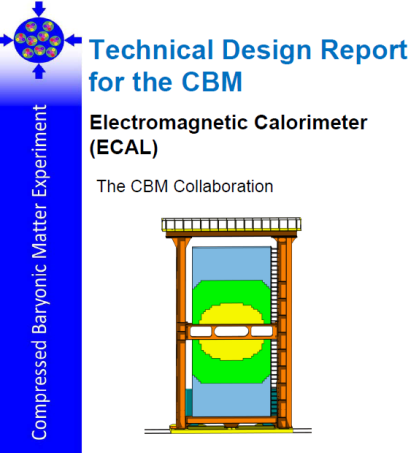 Technical Design Report
for the CBM
Electromagnetic Calorimeter
(ECAL)
The CBM Collaboration
Compressed Baryonic Matter Experiment